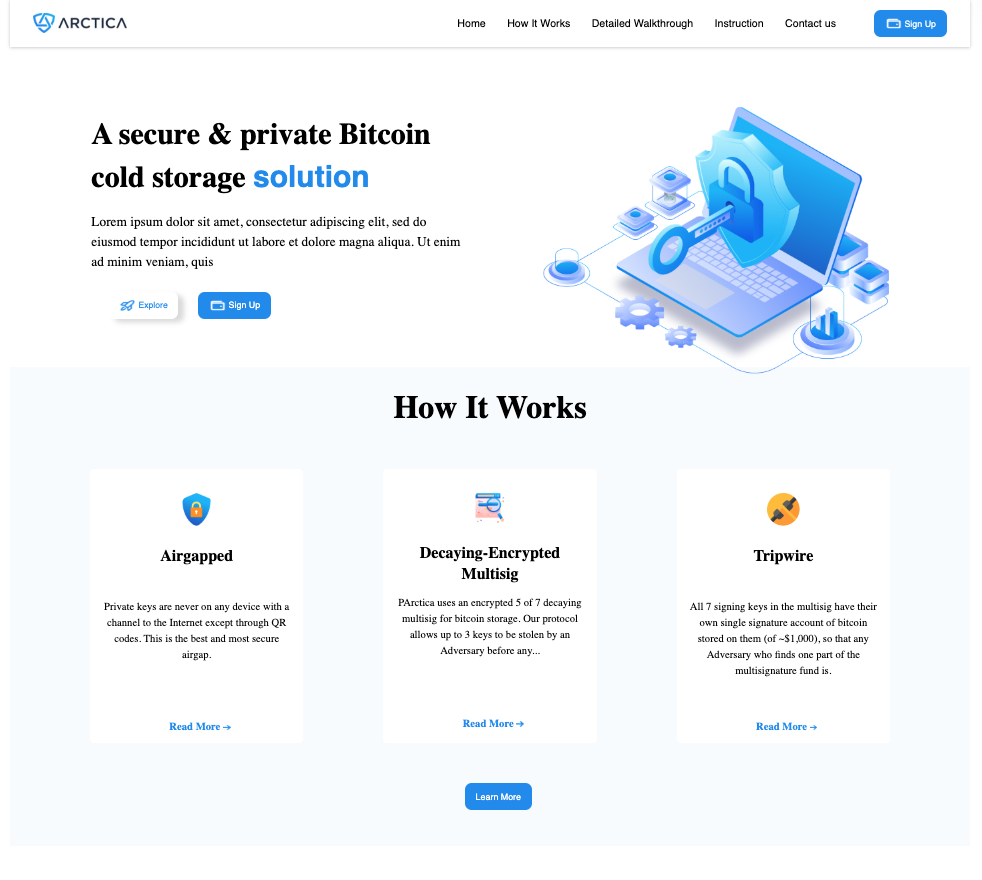 ARCTICA
Home How It Works Detailed Walkthrough Instruction Contact us Sign Up
A secure & private Bitcoin
cold storage solution
Lorem ipsum dolor sit amet, consectetur adipiscing elit, sed do
eiusmod tempor incididunt ut labore et dolore magna aliqua. Ut enim
ad minim veniam, quis
Explore Sign Up
How It Works
Airgapped
Private keys are never on any device with a
channel to the Internet except through QR
codes. This is the best and most secure
airgap.
Read More →
Decaying-Encrypted
Multisig
PArctica uses an encrypted 5 of 7 decaying
multisig for bitcoin storage. Our protocol
allows up to 3 keys to be stolen by an
Adversary before any...
Read More →
Tripwire
All 7 signing keys in the multisig have their
own single signature account of bitcoin
stored on them (of ~$1,000), so that any
Adversary who finds one part of the
multisignature fund is.
Read More →
Learn More